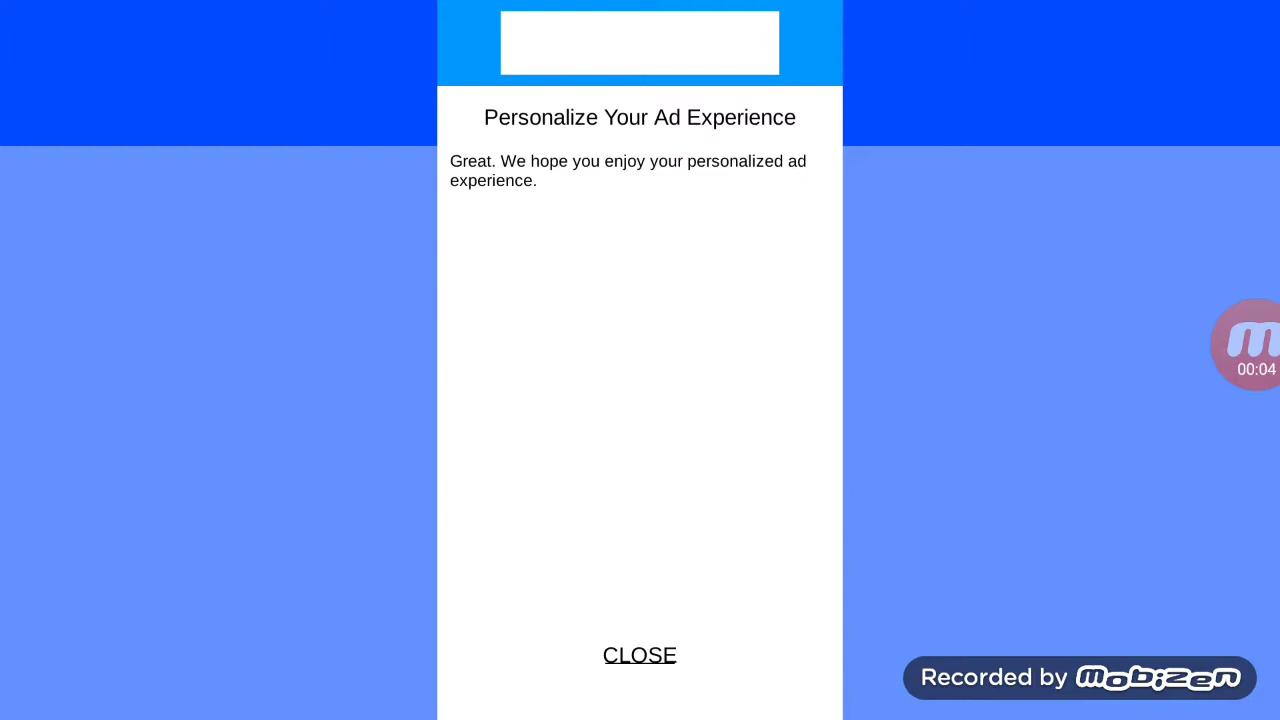 Personalize Your Ad Experience
Great. We hope you enjoy your personalized ad
experience.
00:04
CLOSE
Recorded by mobizen